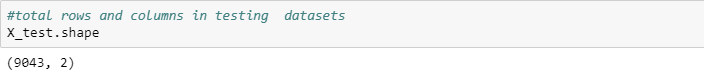 #total rows and columns in testing  datasets
X_test.shape
(9043, 2)